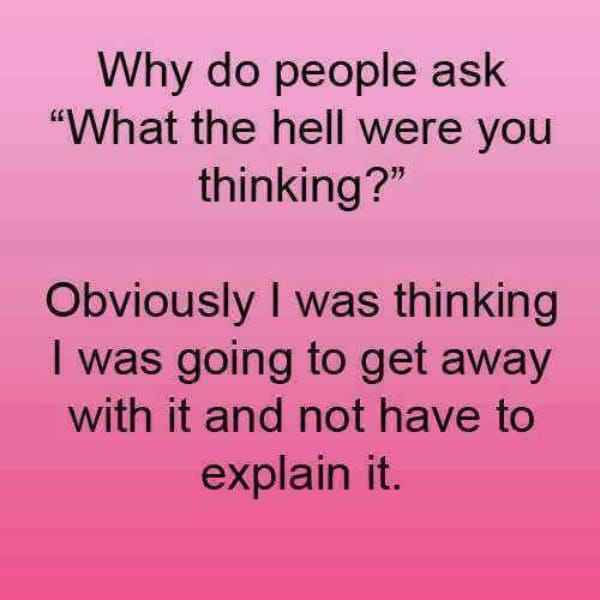 Why do people ask
“What the hell were you
thinking?”
Obviously I was thinking
I was going to get away
with it and not have to
explain it.